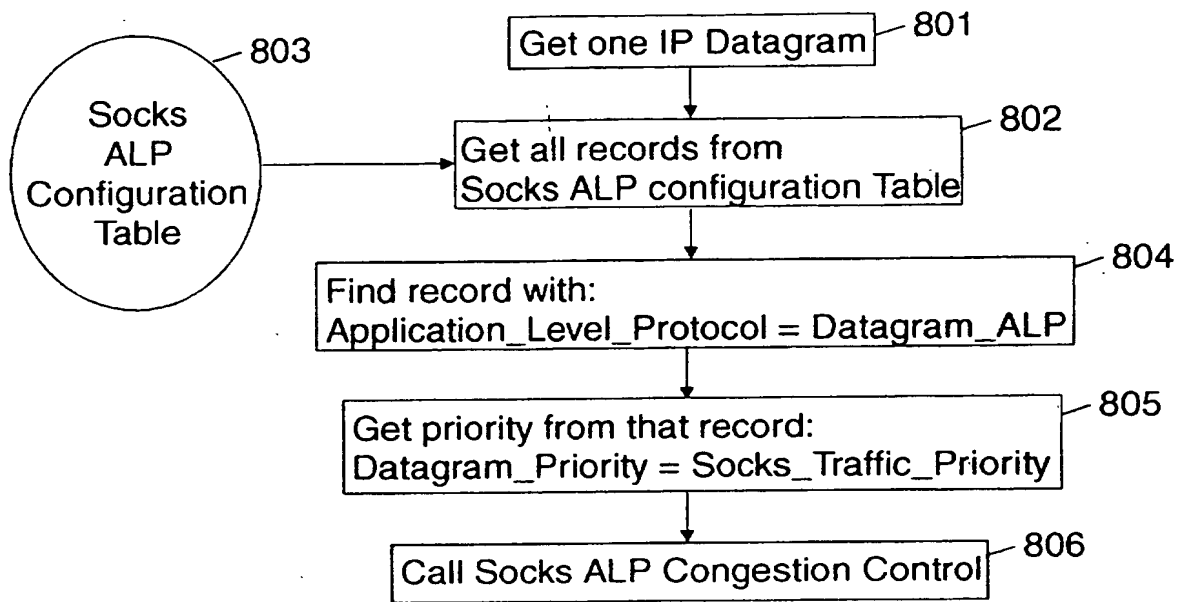 801
Get one IP Datagram
803
Socks
ALP
Configuration
Table
802
Get all records from
Socks ALP configuration Table
804
Find record with:
Application_Level_Protocol = Datagram_ALP
805
Get priority from that record:
Datagram_Priority = Socks_Traffic_Priority
806
Call Socks ALP Congestion Control